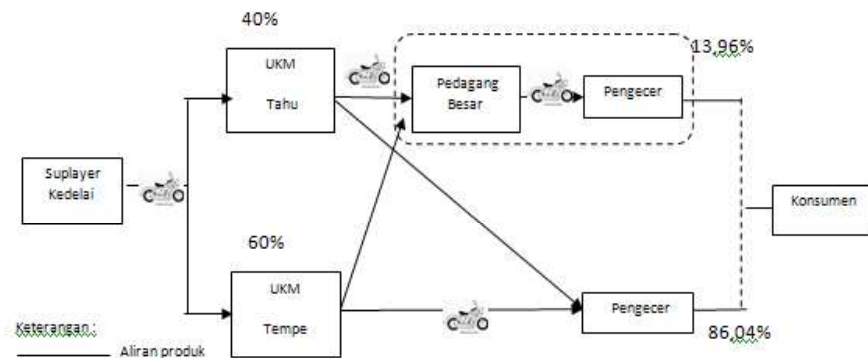 40%
13,96%
UKM
Tahu
Pedagang
Besar
Pengecer
Suplayer
Kedelai
Konsumen
60%
UKM
Tempe
Pengecer
86,04%
Keterangan :
Aliran produk